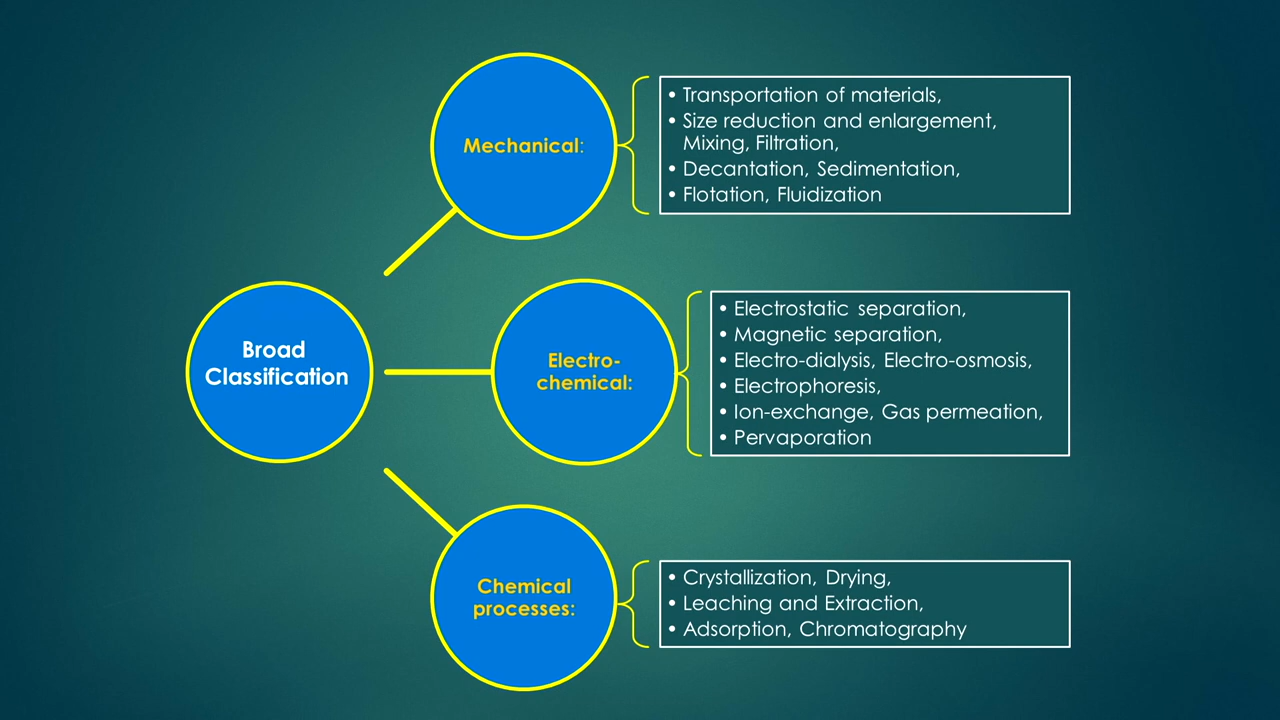 Mechanical:
• Transportation of materials,
• Size reduction and enlargement,
Mixing, Filtration,
• Decantation, Sedimentation,
• Flotation, Fluidization
Broad
Classification
Electro-
chemical:
• Electrostatic separation,
• Magnetic separation,
• Electro-dialysis, Electro-osmosis,
• Electrophoresis,
• Ion-exchange, Gas permeation,
• Pervaporation
Chemical
processes:
• Crystallization, Drying,
• Leaching and Extraction,
• Adsorption, Chromatography